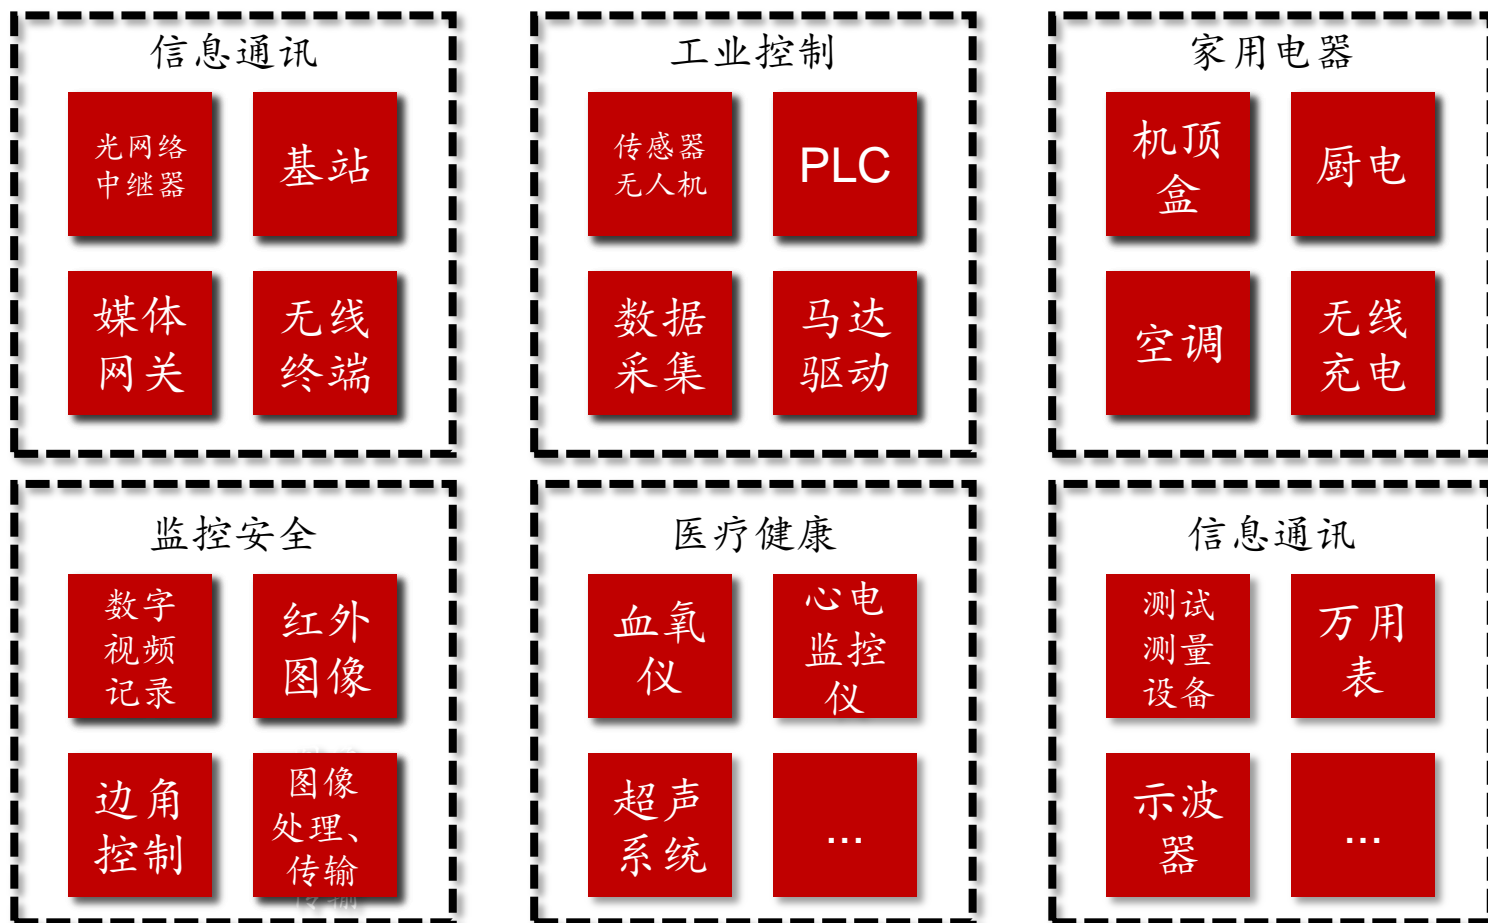 信息通讯
光网络
中继器
基站
媒体
网关
无线
终端
工业控制
传感器
无人机
PLC
数据
采集
马达
驱动
家用电器
机顶
盒
厨电
空调
无线
充电
监控安全
数字
视频
记录
红外
图像
边角
控制
图像
处理、
传输
医疗健康
血氧
仪
心电
监控
仪
超声
系统
...
信息通讯
测试
测量
设备
万用
表
示波
器
...